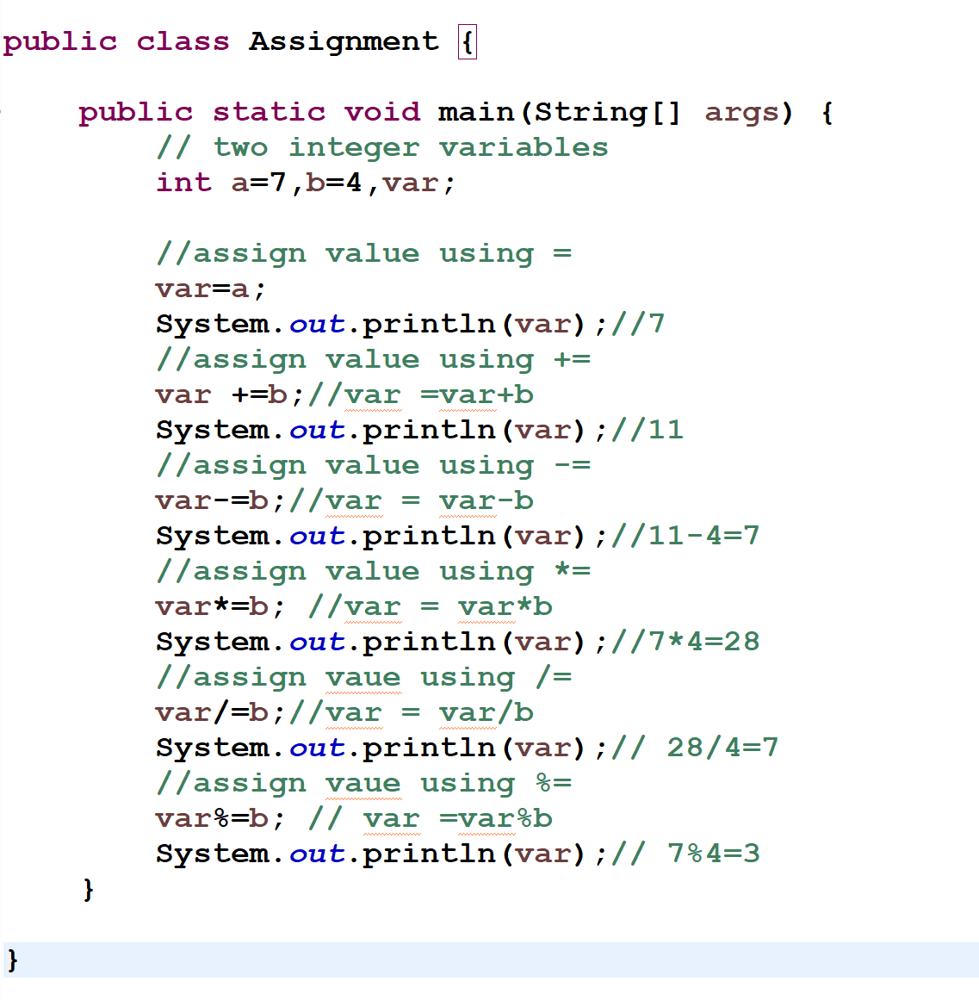 public class Assignment {
public static void main(String[] args) {
// two integer variables
int a=7,b=4,var;
//assign value using =
var=a;
System.out.println(var);//7
//assign value using +=
var +=b;//var =var+b
System.out.println(var);//11
//assign value using -=
var-=b;//var = var-b
System.out.println(var);//11-4=7
//assign value using *=
var*=b; //var = var*b
System.out.println(var);//7*4=28
//assign vaue using /=
var/=b;//var = var/b
System.out.println(var);// 28/4=7
//assign vaue using %=
var%=b; // var =var%b
System.out.println(var);// 7%4=3
}
}